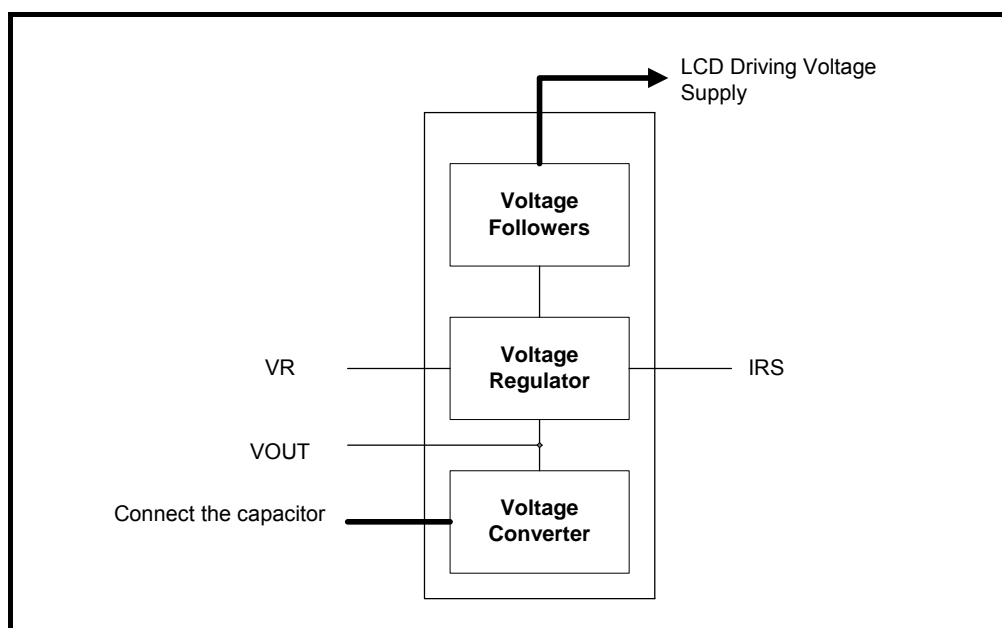 LCD Driving Voltage
Supply
Voltage
Followers
VR
Voltage
Regulator
IRS
VOUT
Connect the capacitor
Voltage
Converter